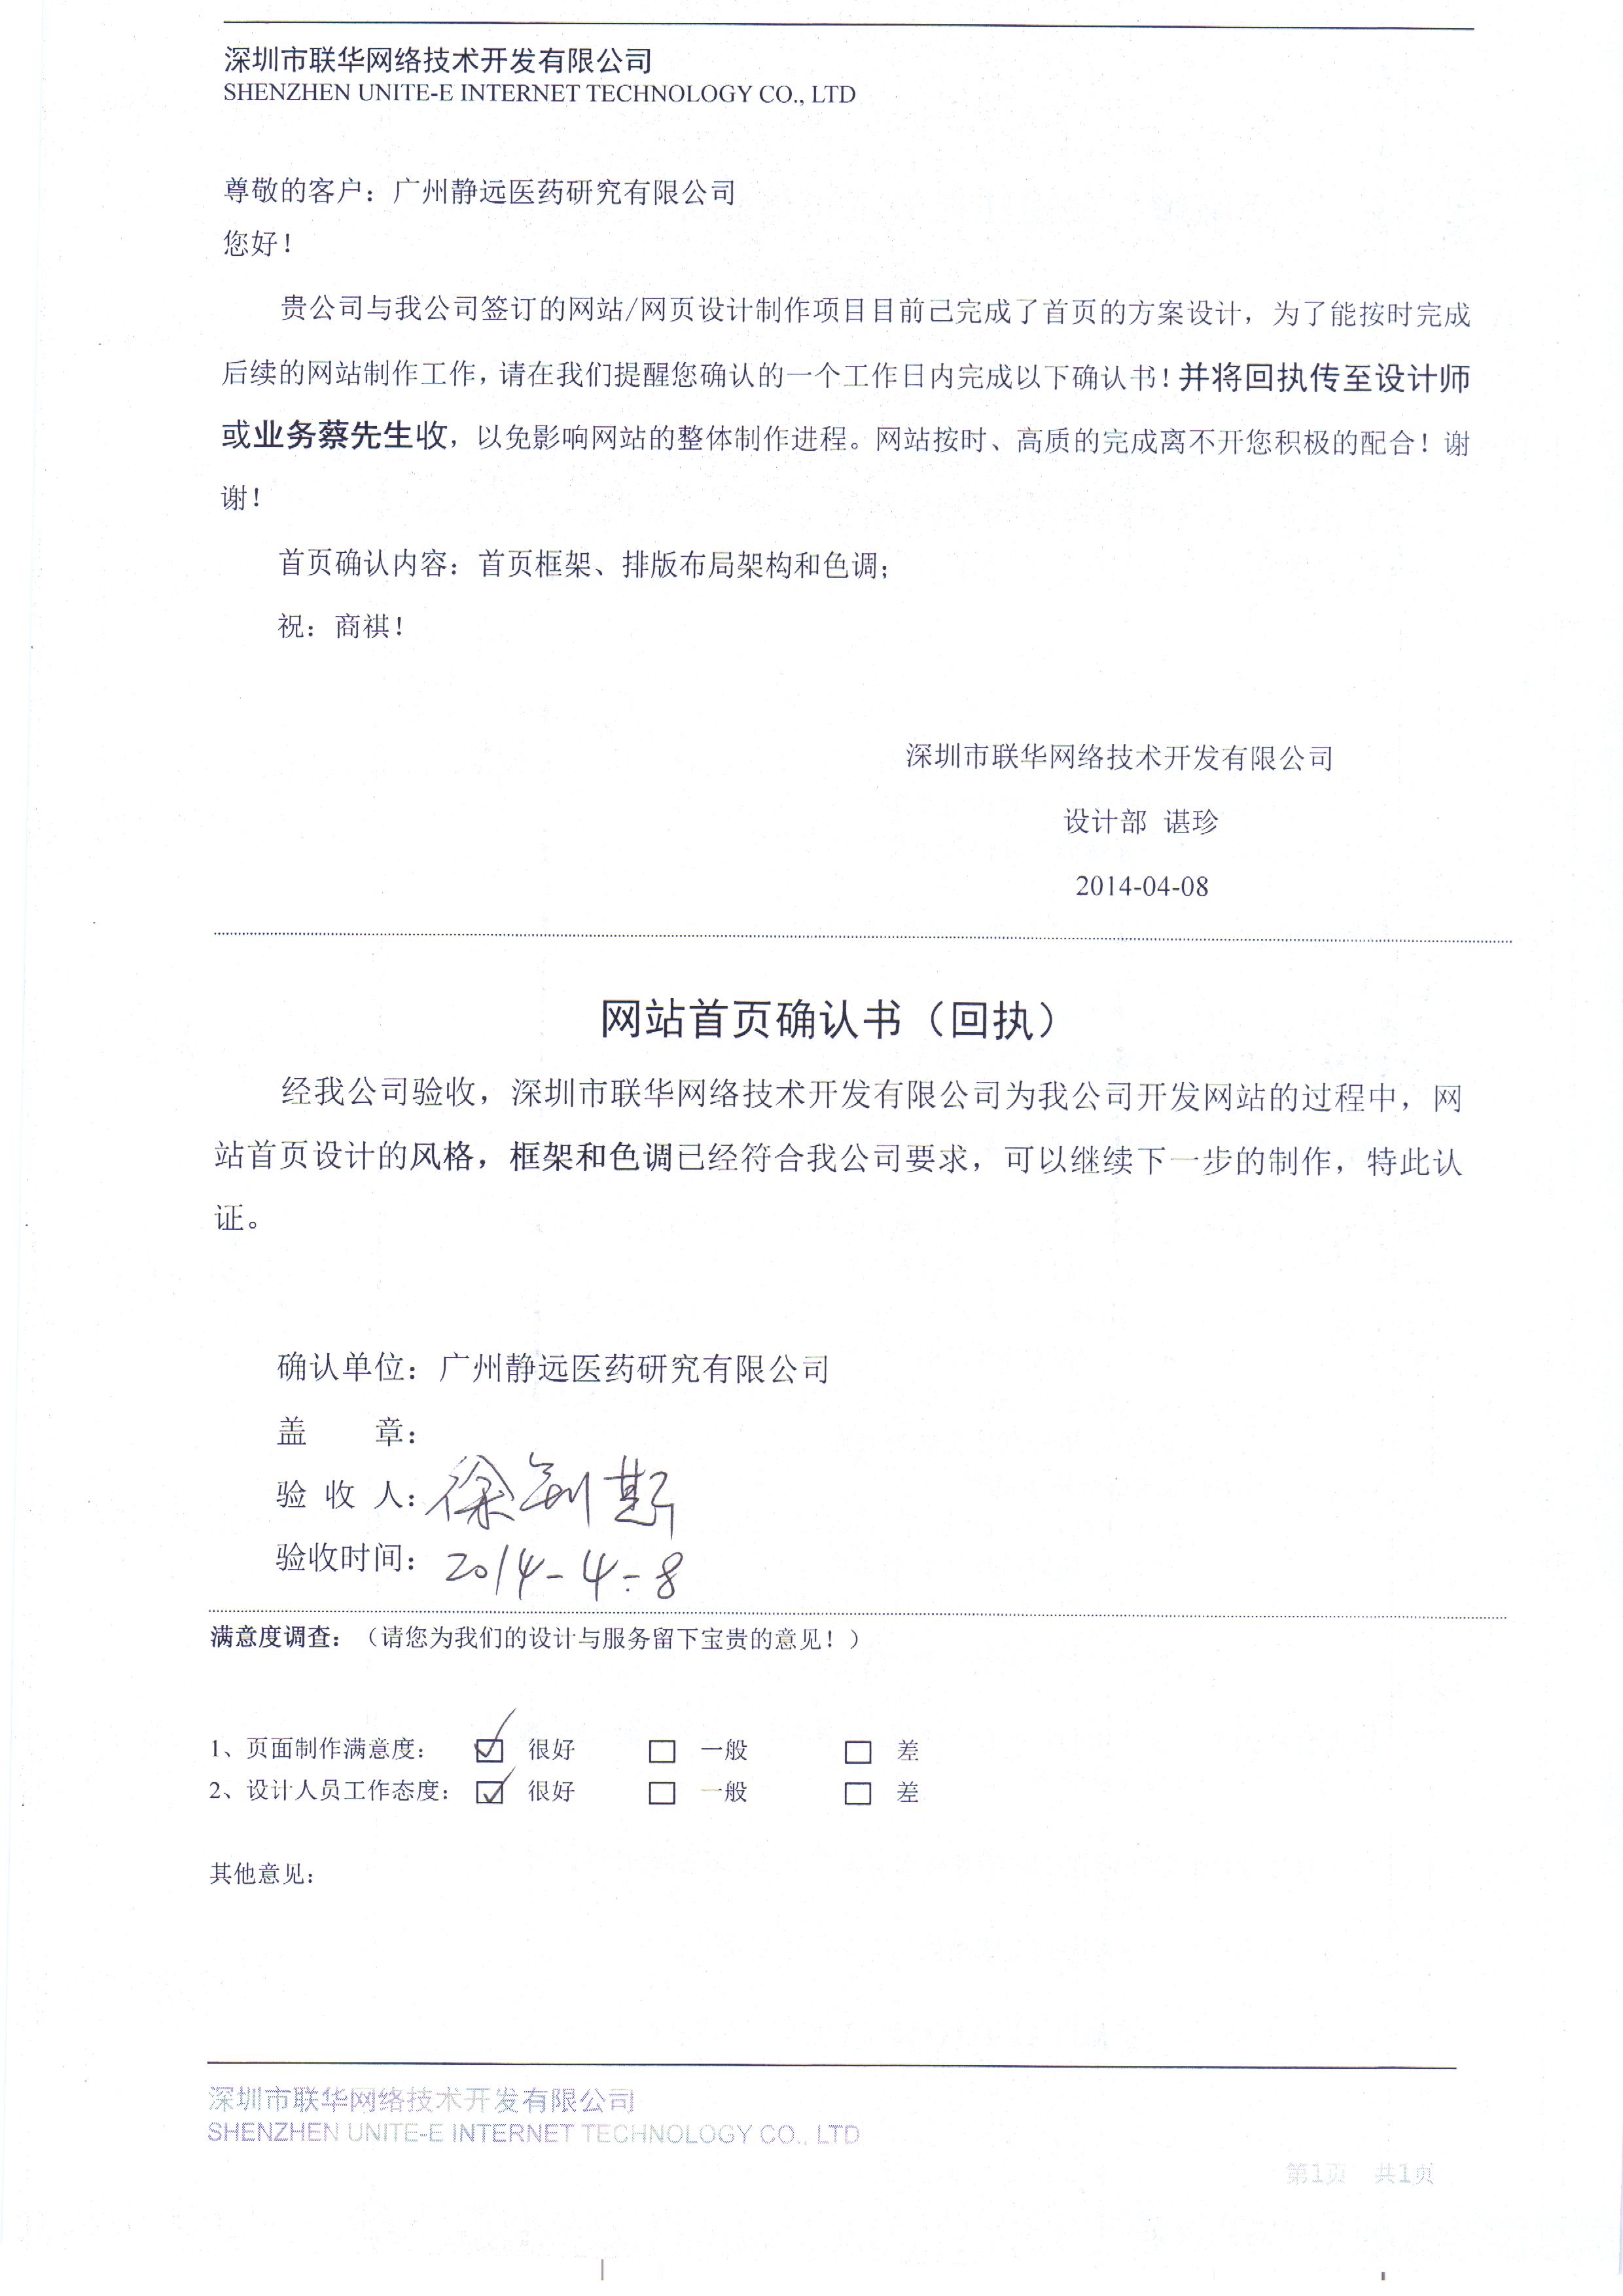 深圳市联华网络技术开发有限公司
SHENZHEN UNITE-E INTERNET TECHNOLOGY CO., LTD
尊敬的客户：广州静远医药研究有限公司
您好！
贵公司与我公司签订的网站/网页设计制作项目目前已完成了首页的方案设计，为了能按时完成
后续的网站制作工作，请在我们提醒您确认的一个工作日内完成以下确认书！并将回执传至设计师
或业务蔡先生收，以免影响网站的整体制作进程。网站按时、高质的完成离不开您积极的配合！谢
谢！
首页确认内容：首页框架、排版布局架构和色调；
祝：商祺！
深圳市联华网络技术开发有限公司
设计部 谌珍
2014-04-08
网站首页确认书（回执）
经我公司验收，深圳市联华网络技术开发有限公司为我公司开发网站的过程中，网
站首页设计的风格，框架和色调已经符合我公司要求，可以继续下一步的制作，特此认
证。
确认单位：广州静远医药研究有限公司
盖 章：
验 收 人：徐
验收时间：2014-4-8
满意度调查：（请您为我们的设计与服务留下宝贵的意见！）
1、页面制作满意度： ☑ 很好 □ 一般 □ 差
2、设计人员工作态度： ☑ 很好 □ 一般 □ 差
其他意见：
深圳市联华网络技术开发有限公司
SHENZHEN UNITE-E INTERNET TECHNOLOGY CO., LTD
第1页 共1页